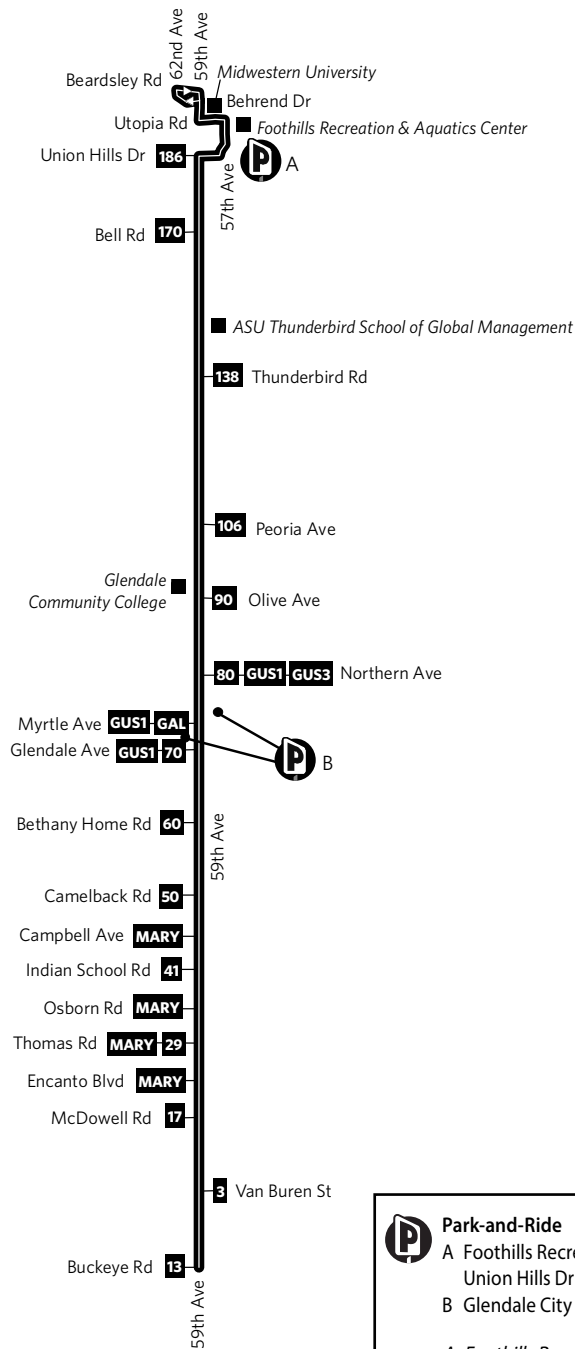 62nd Ave
59th Ave
Beardsley Rd
Midwestern University
Behrend Dr
Utopia Rd
Foothills Recreation & Aquatics Center
Union Hills Dr 186
P A
57th Ave
Bell Rd 170
ASU Thunderbird School of Global Management
138 Thunderbird Rd
106 Peoria Ave
Glendale
Community College
90 Olive Ave
80 GUS1 GUS3 Northern Ave
Myrtle Ave GUS1 GAL
Glendale Ave GUS1 70
P B
Bethany Home Rd 60
59th Ave
Camelback Rd 50
Campbell Ave MARY
Indian School Rd 41
Osborn Rd MARY
Thomas Rd MARY 29
Encanto Blvd MARY
McDowell Rd 17
3 Van Buren St
Buckeye Rd 13
59th Ave
P Park-and-Ride
A Foothills Recre
Union Hills Dr
B Glendale City